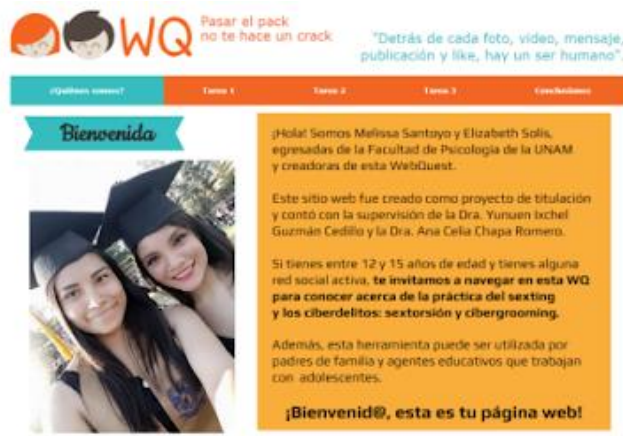 WQ
Pasar el pack
no te hace un crack
"Detrás de cada foto, video, mensaje,
publicación y like, hay un ser humano".
¿Quiénes somos?
Tarea 1
Tarea 2
Tarea 3
Conclusiones
Bienvenida
¡Hola! Somos Melissa Santoyo y Elizabeth Solis,
egresadas de la Facultad de Psicología de la UNAM
y creadoras de esta WebQuest.
Este sitio web fue creado como proyecto de titulación
y contó con la supervisión de la Dra. Yunuen Ixchel
Guzmán Cedillo y la Dra. Ana Celia Chapa Romero.
Si tienes entre 12 y 15 años de edad y tienes alguna
red social activa, te invitamos a navegar en esta WQ
para conocer acerca de la práctica del sexting
y los ciberdelitos: sextorsión y cibergrooming.
Además, esta herramienta puede ser utilizada por
padres de familia y agentes educativos que trabajan
con adolescentes.
¡Bienvenid@, esta es tu página web!